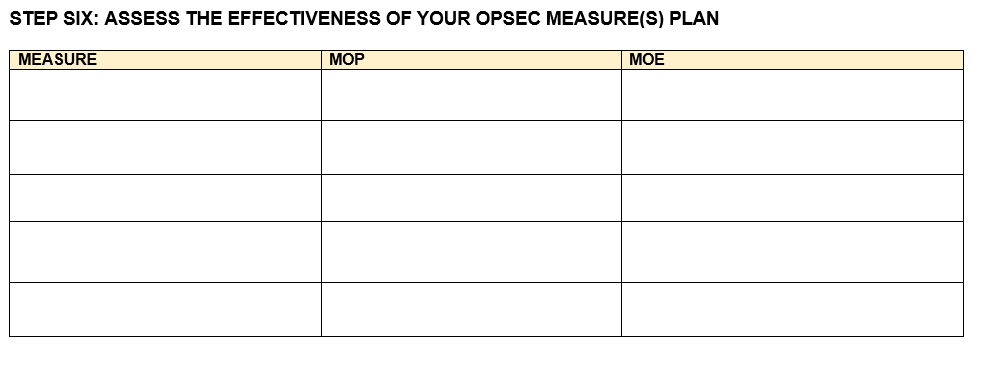 STEP SIX: ASSESS THE EFFECTIVENESS OF YOUR OPSEC MEASURE(S) PLAN
MEASURE MOP MOE